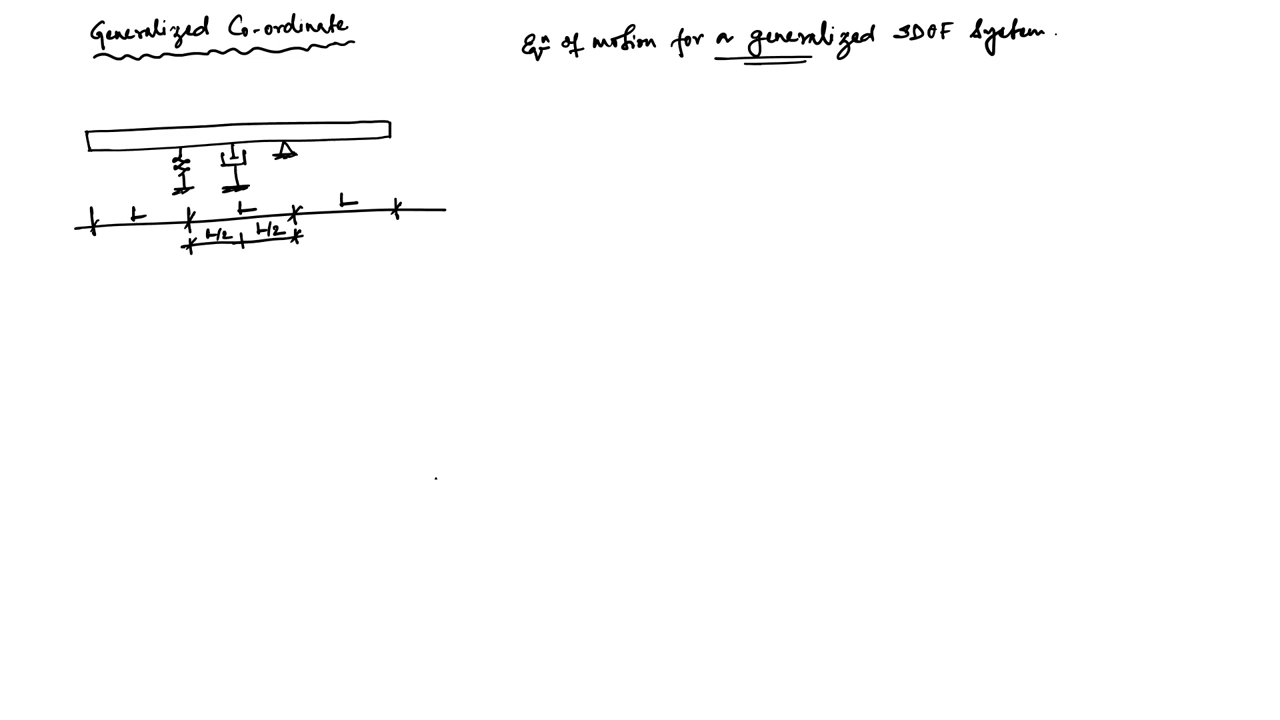 Generalized Co-ordinate
Eqⁿ of motion for a generalized SDOF System.
L L L
L/2 L/2